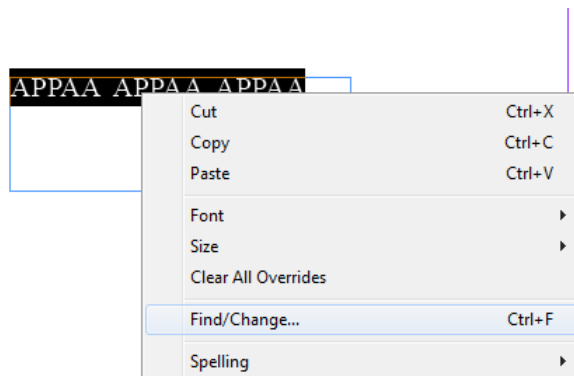 APPAA APPAA APPAA
Cut Ctrl+X
Copy Ctrl+C
Paste Ctrl+V
Font
Size
Clear All Overrides
Find/Change... Ctrl+F
Spelling